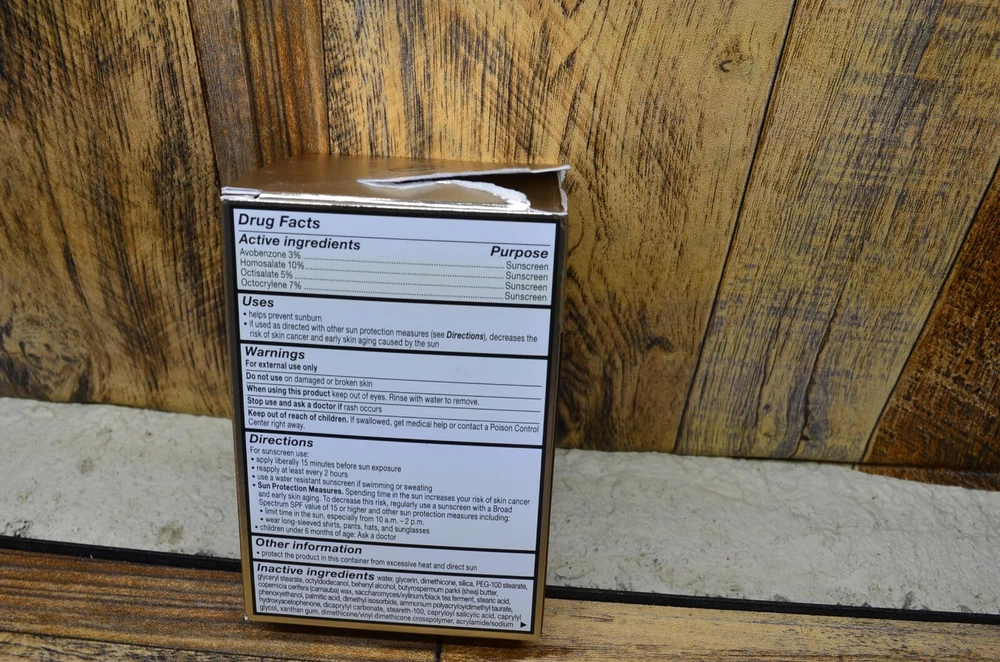 Drug Facts
Active ingredients Purpose
Avobenzone 3% Sunscreen
Homosalate 10% Sunscreen
Octisalate 5% Sunscreen
Octocrylene 7% Sunscreen
Uses
• helps prevent sunburn
• if used as directed with other sun protection measures (see Directions), decreases the
risk of skin cancer and early skin aging caused by the sun
Warnings
For external use only
Do not use on damaged or broken skin
When using this product keep out of eyes. Rinse with water to remove.
Stop use and ask a doctor if rash occurs
Keep out of reach of children. If swallowed, get medical help or contact a Poison Control
Center right away.
Directions
For sunscreen use:
• apply liberally 15 minutes before sun exposure
• reapply at least every 2 hours
• use a water resistant sunscreen if swimming or sweating
• Sun Protection Measures. Spending time in the sun increases your risk of skin cancer
and early skin aging. To decrease this risk, regularly use a sunscreen with a Broad
Spectrum SPF value of 15 or higher and other sun protection measures including:
• limit time in the sun, especially from 10 a.m. – 2 p.m.
• wear long-sleeved shirts, pants, hats, and sunglasses
• children under 6 months of age: Ask a doctor
Other information
• protect the product in this container from excessive heat and direct sun
Inactive ingredients water, glycerin, dimethicone, silica, PEG-100 stearate,
glyceryl stearate, octyldodecanol, behenyl alcohol, butyrospermum parkii (shea) butter,
copernicia cerifera (carnauba) wax, saccharomyces/xylinum/black tea ferment, stearic acid,
phenoxyethanol, palmitic acid, dimethyl isosorbide, ammonium polyacryloyldimethyl taurate,
hydroxyacetophenone, dicaprylyl carbonate, steareth-100, capryloyl salicylic acid, caprylyl
glycol, xanthan gum, dimethicone/vinyl dimethicone crosspolymer, acrylamide/sodium